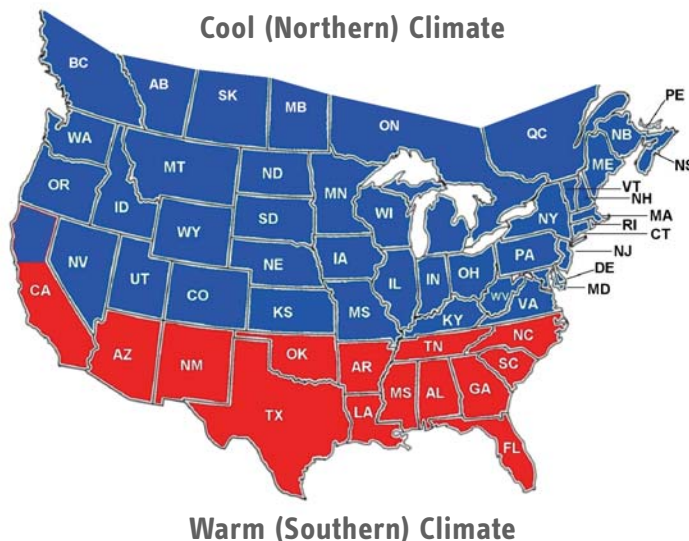 Cool (Northern) Climate
BC
AB
SK
MB
ON
QC
PE
NB
NS
ME
WA
MT
ND
MN
VT
NH
OR
ID
WY
SD
WI
NY
MA
RI
CT
NV
UT
CO
NE
IA
IL
IN
OH
PA
NJ
DE
MD
KS
MS
KY
WV
VA
CA
AZ
NM
OK
AR
TN
NC
TX
LA
MS
AL
GA
SC
FL
Warm (Southern) Climate